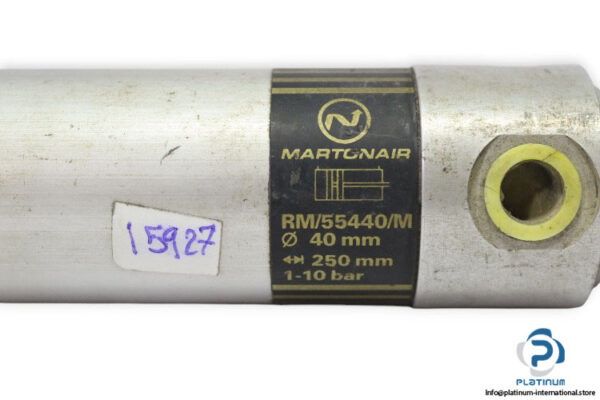 MARTONAIR
RM/55440/M
Ø 40 mm
250 mm
1-10 bar
15927
PLATINUM
Info@platinum-international.store